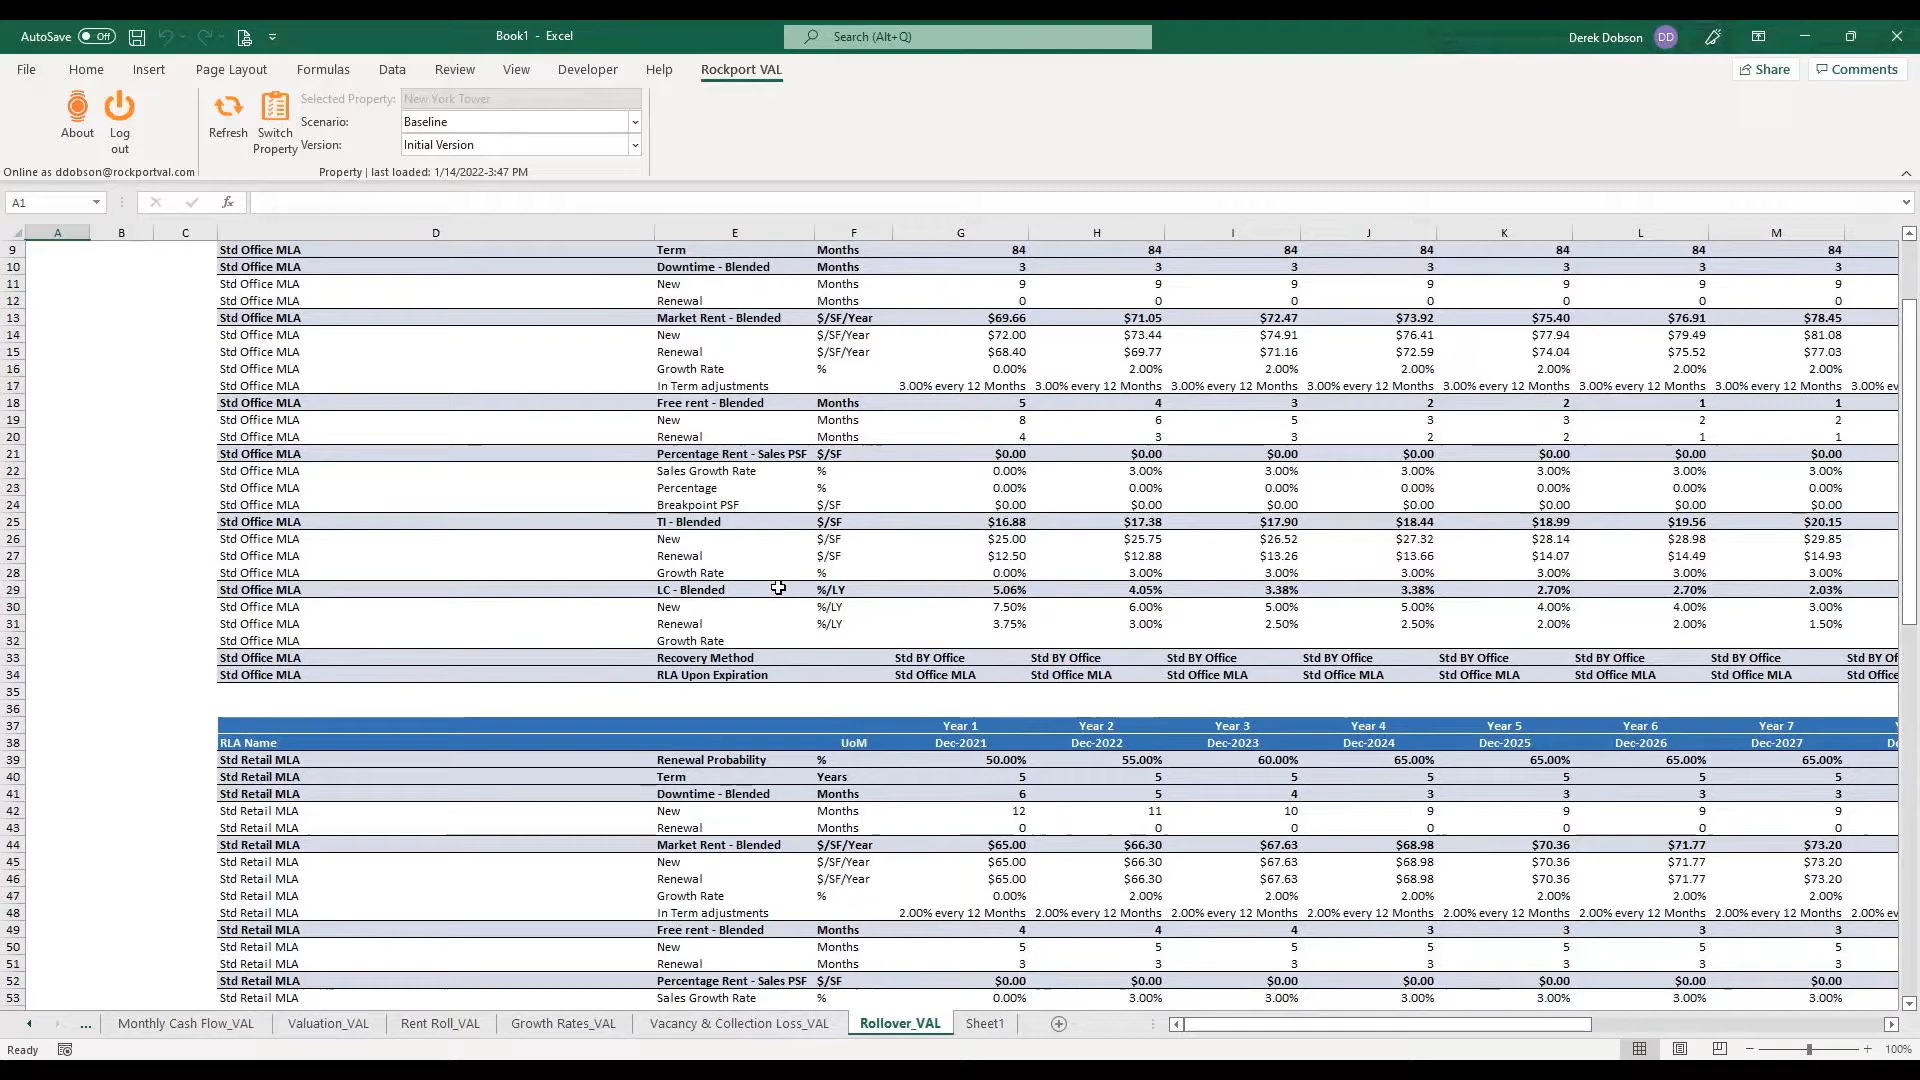 AutoSave Off Book1 - Excel Search (Alt+Q) Derek Dobson DD
File Home Insert Page Layout Formulas Data Review View Developer Help Rockport VAL Share Comments
Selected Property: New York Tower
About Log out Refresh Switch Property Scenario: Baseline
Version: Initial Version
Online as ddobson@rockportval.com Property | last loaded: 1/14/2022-3:47 PM
A1 fx
A B C D E F G H I J K L M
9 Std Office MLA Term Months 84 84 84 84 84 84 84
10 Std Office MLA Downtime - Blended Months 3 3 3 3 3 3 3
11 Std Office MLA New Months 9 9 9 9 9 9 9
12 Std Office MLA Renewal Months 0 0 0 0 0 0 0
13 Std Office MLA Market Rent - Blended $/SF/Year $69.66 $71.05 $72.47 $73.92 $75.40 $76.91 $78.45
14 Std Office MLA New $/SF/Year $72.00 $73.44 $74.91 $76.41 $77.94 $79.49 $81.08
15 Std Office MLA Renewal $/SF/Year $68.40 $69.77 $71.16 $72.59 $74.04 $75.52 $77.03
16 Std Office MLA Growth Rate % 0.00% 2.00% 2.00% 2.00% 2.00% 2.00% 2.00%
17 Std Office MLA In Term adjustments 3.00% every 12 Months 3.00% every 12 Months 3.00% every 12 Months 3.00% every 12 Months 3.00% every 12 Months 3.00% every 12 Months 3.00% every 12 Months 3.00% ev
18 Std Office MLA Free rent - Blended Months 5 4 3 2 2 1 1
19 Std Office MLA New Months 8 6 5 3 3 2 2
20 Std Office MLA Renewal Months 4 3 3 2 2 1 1
21 Std Office MLA Percentage Rent - Sales PSF $/SF $0.00 $0.00 $0.00 $0.00 $0.00 $0.00 $0.00
22 Std Office MLA Sales Growth Rate % 0.00% 3.00% 3.00% 3.00% 3.00% 3.00% 3.00%
23 Std Office MLA Percentage % 0.00% 0.00% 0.00% 0.00% 0.00% 0.00% 0.00%
24 Std Office MLA Breakpoint PSF $/SF $0.00 $0.00 $0.00 $0.00 $0.00 $0.00 $0.00
25 Std Office MLA TI - Blended $/SF $16.88 $17.38 $17.90 $18.44 $18.99 $19.56 $20.15
26 Std Office MLA New $/SF $25.00 $25.75 $26.52 $27.32 $28.14 $28.98 $29.85
27 Std Office MLA Renewal $/SF $12.50 $12.88 $13.26 $13.66 $14.07 $14.49 $14.93
28 Std Office MLA Growth Rate % 0.00% 3.00% 3.00% 3.00% 3.00% 3.00% 3.00%
29 Std Office MLA LC - Blended %/LY 5.06% 4.05% 3.38% 3.38% 2.70% 2.70% 2.03%
30 Std Office MLA New %/LY 7.50% 6.00% 5.00% 5.00% 4.00% 4.00% 3.00%
31 Std Office MLA Renewal %/LY 3.75% 3.00% 2.50% 2.50% 2.00% 2.00% 1.50%
32 Std Office MLA Growth Rate
33 Std Office MLA Recovery Method Std BY Office Std BY Office Std BY Office Std BY Office Std BY Office Std BY Office Std BY Office Std BY Of
34 Std Office MLA RLA Upon Expiration Std Office MLA Std Office MLA Std Office MLA Std Office MLA Std Office MLA Std Office MLA Std Office MLA Std Office
35
36
37 Year 1 Year 2 Year 3 Year 4 Year 5 Year 6 Year 7
38 RLA Name UoM Dec-2021 Dec-2022 Dec-2023 Dec-2024 Dec-2025 Dec-2026 Dec-2027 De
39 Std Retail MLA Renewal Probability % 50.00% 55.00% 60.00% 65.00% 65.00% 65.00% 65.00%
40 Std Retail MLA Term Years 5 5 5 5 5 5 5
41 Std Retail MLA Downtime - Blended Months 6 5 4 3 3 3 3
42 Std Retail MLA New Months 12 11 10 9 9 9 9
43 Std Retail MLA Renewal Months 0 0 0 0 0 0 0
44 Std Retail MLA Market Rent - Blended $/SF/Year $65.00 $66.30 $67.63 $68.98 $70.36 $71.77 $73.20
45 Std Retail MLA New $/SF/Year $65.00 $66.30 $67.63 $68.98 $70.36 $71.77 $73.20
46 Std Retail MLA Renewal $/SF/Year $65.00 $66.30 $67.63 $68.98 $70.36 $71.77 $73.20
47 Std Retail MLA Growth Rate % 0.00% 2.00% 2.00% 2.00% 2.00% 2.00% 2.00%
48 Std Retail MLA In Term adjustments 2.00% every 12 Months 2.00% every 12 Months 2.00% every 12 Months 2.00% every 12 Months 2.00% every 12 Months 2.00% every 12 Months 2.00% every 12 Months 2.00% ev
49 Std Retail MLA Free rent - Blended Months 4 4 4 3 3 3 3
50 Std Retail MLA New Months 5 5 5 5 5 5 5
51 Std Retail MLA Renewal Months 3 3 3 3 3 3 3
52 Std Retail MLA Percentage Rent - Sales PSF $/SF $0.00 $0.00 $0.00 $0.00 $0.00 $0.00 $0.00
53 Std Retail MLA Sales Growth Rate % 0.00% 3.00% 3.00% 3.00% 3.00% 3.00% 3.00%
... Monthly Cash Flow_VAL Valuation_VAL Rent Roll_VAL Growth Rates_VAL Vacancy & Collection Loss_VAL Rollover_VAL Sheet1
Ready 100%